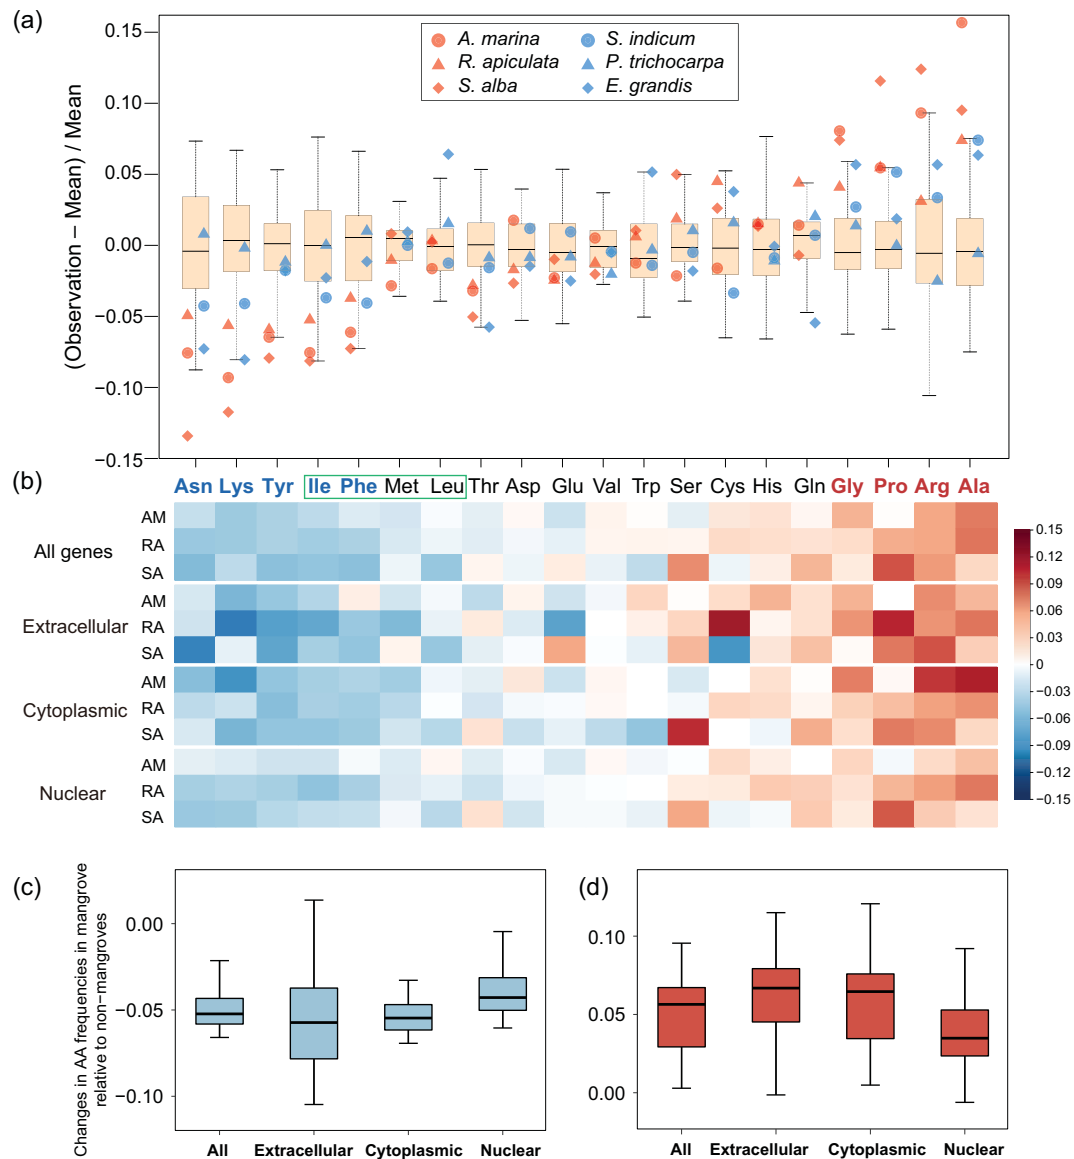 (a)
(Observation − Mean) / Mean
0.15
0.10
0.05
0.00
−0.05
−0.10
−0.15
A. marina
S. indicum
R. apiculata
P. trichocarpa
S. alba
E. grandis
(b)
Asn Lys Tyr Ile Phe Met Leu Thr Asp Glu Val Trp Ser Cys His Gln Gly Pro Arg Ala
All genes
AM
RA
SA
Extracellular
AM
RA
SA
Cytoplasmic
AM
RA
SA
Nuclear
AM
RA
SA
0.15
0.12
0.09
0.06
0.03
0
−0.03
−0.06
−0.09
−0.12
−0.15
(c)
Changes in AA frequencies in mangrove
relative to non−mangroves
0.00
−0.05
−0.10
All Extracellular Cytoplasmic Nuclear
(d)
0.10
0.05
0.00
All Extracellular Cytoplasmic Nuclear